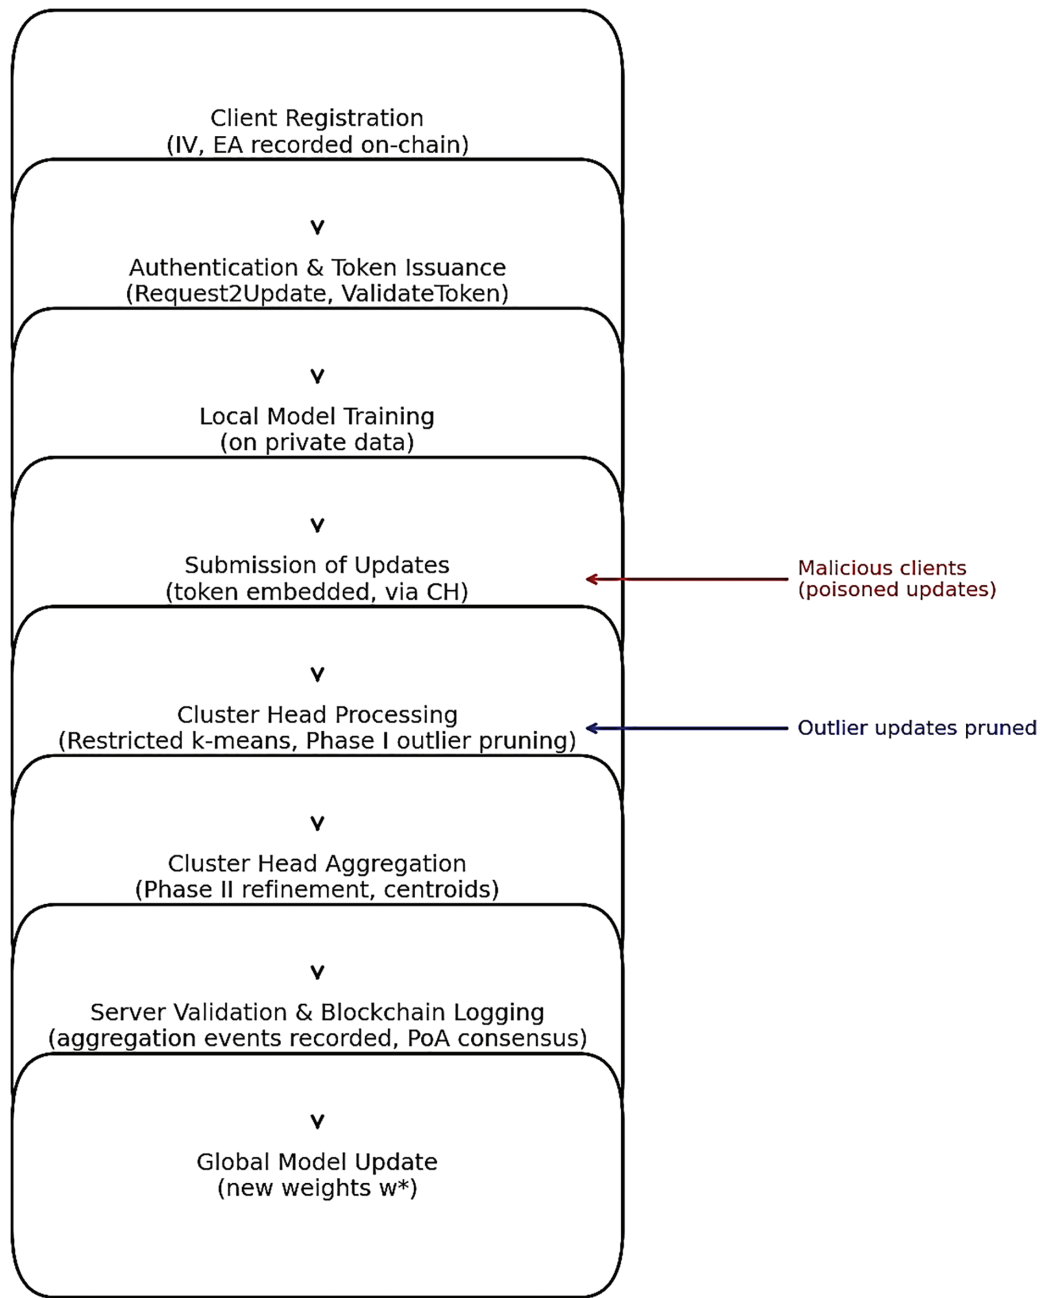 Client Registration
(IV, EA recorded on-chain)
Authentication & Token Issuance
(Request2Update, ValidateToken)
Local Model Training
(on private data)
Submission of Updates
(token embedded, via CH)
Malicious clients
(poisoned updates)
Cluster Head Processing
(Restricted k-means, Phase I outlier pruning)
Outlier updates pruned
Cluster Head Aggregation
(Phase II refinement, centroids)
Server Validation & Blockchain Logging
(aggregation events recorded, PoA consensus)
Global Model Update
(new weights w*)